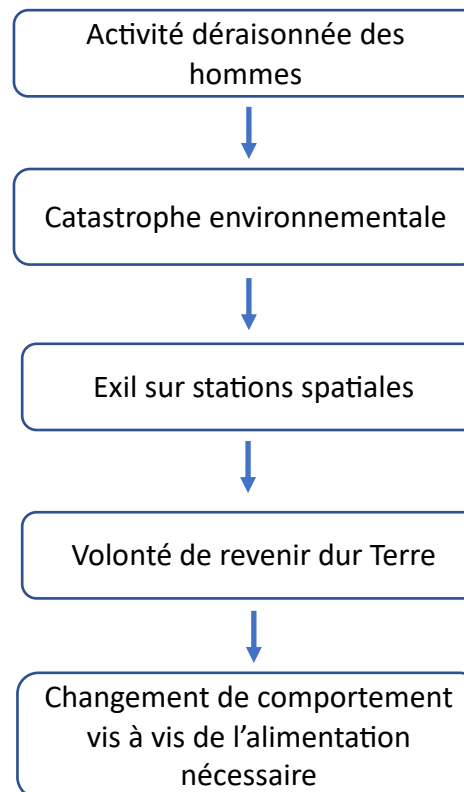 Activité déraisonnée des
hommes
Catastrophe environnementale
Exil sur stations spatiales
Volonté de revenir dur Terre
Changement de comportement
vis à vis de l’alimentation
nécessaire